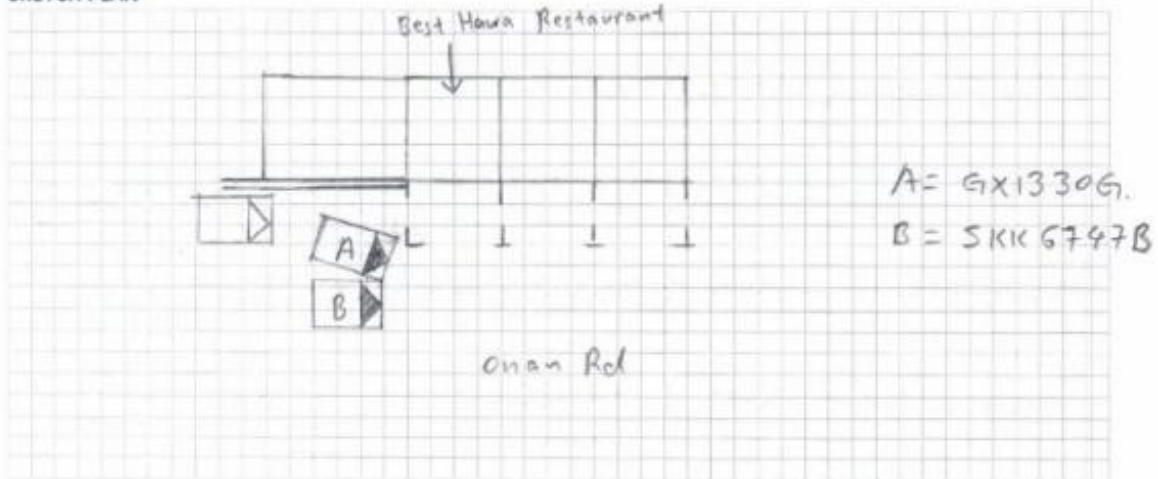 Best Hawa Restaurant
A = GX1330G.
B = SKK6747B
A
B
Onan Rd